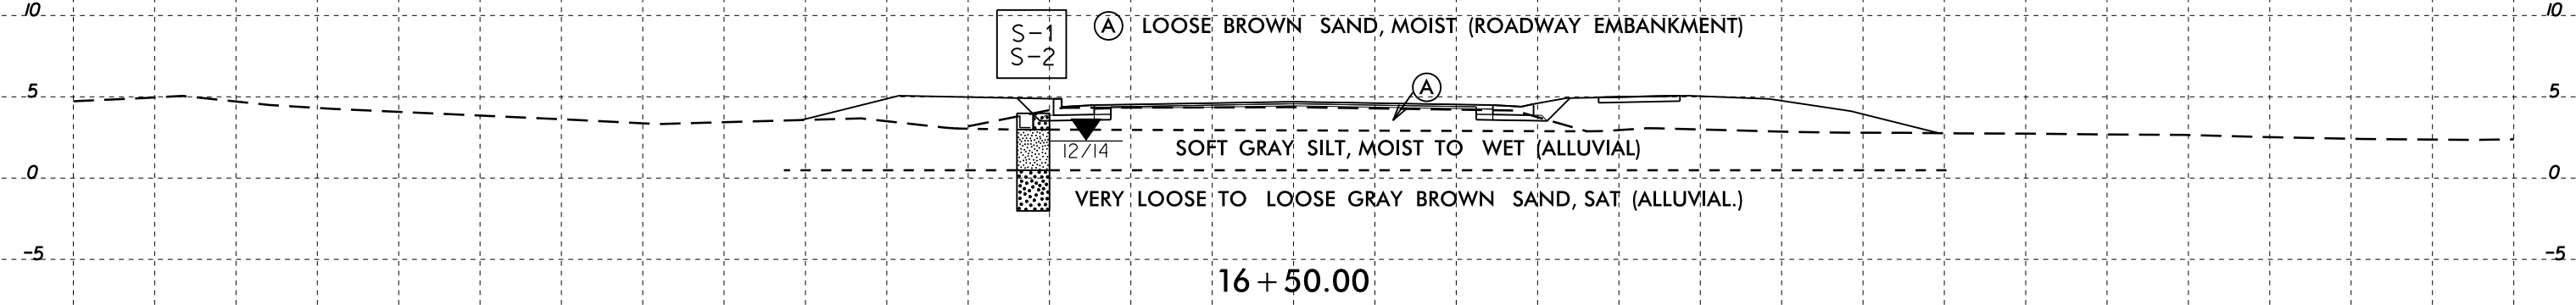 10
10
S-1
S-2
A LOOSE BROWN SAND, MOIST (ROADWAY EMBANKMENT)
5
A
5
12/14
SOFT GRAY SILT, MOIST TO WET (ALLUVIAL)
0
0
VERY LOOSE TO LOOSE GRAY BROWN SAND, SAT (ALLUVIAL.)
-5
-5
16+50.00